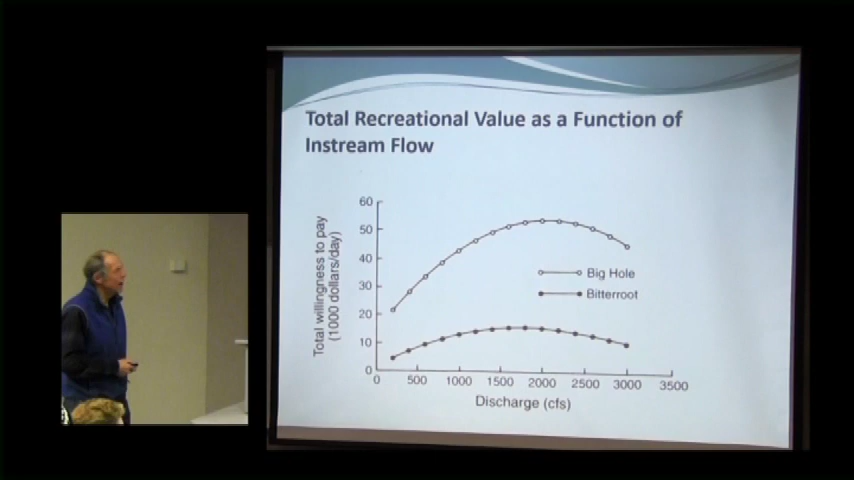 Total Recreational Value as a Function of
Instream Flow
Total willingness to pay
(1000 dollars/day)
60
50
40
30
20
10
0
Big Hole
Bitterroot
0 500 1000 1500 2000 2500 3000 3500
Discharge (cfs)